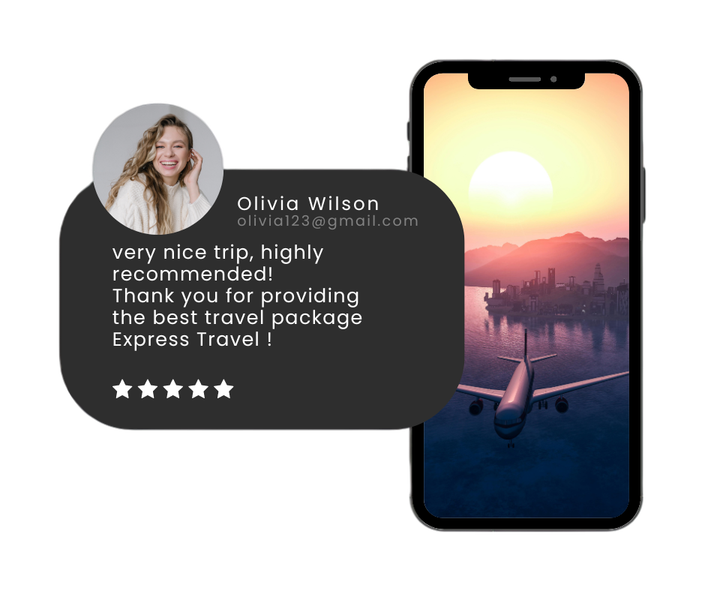 Olivia Wilson
olivia123@gmail.com
very nice trip, highly
recommended!
Thank you for providing
the best travel package
Express Travel !